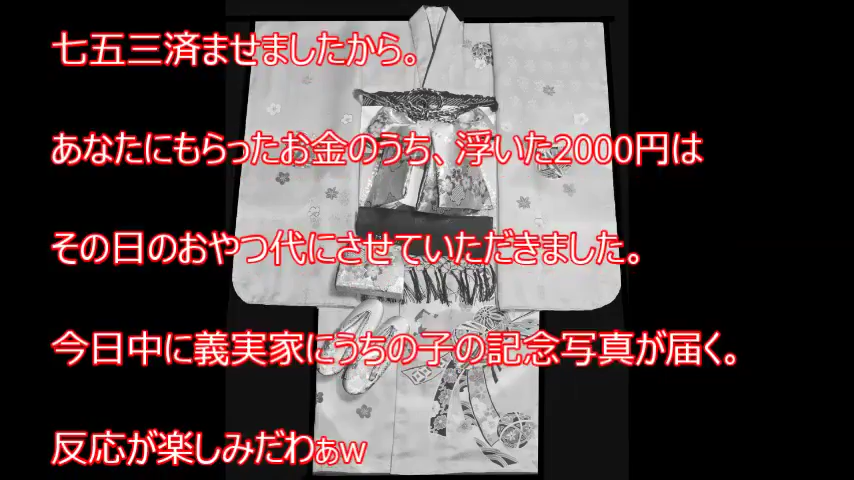 七五三済ませましたから。
あなたにもらったお金のうち、浮いた2000円は
その日のおやつ代にさせていただきました。
今日中に義実家にうちの子の記念写真が届く。
反応が楽しみだわぁw